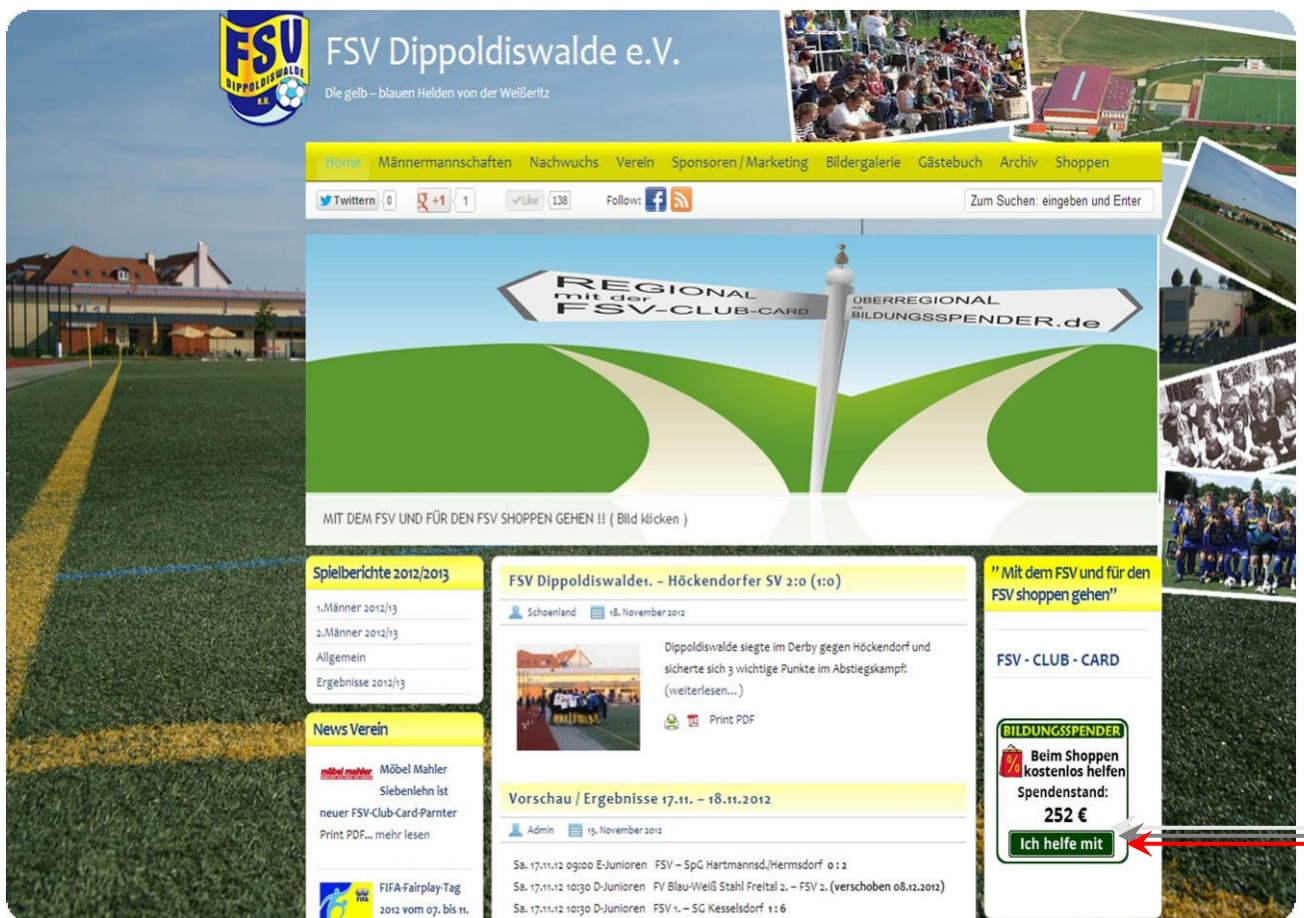 FSV
DIPPOLDISWALDE
e.V.
FSV Dippoldiswalde e.V.
Die gelb – blauen Helden von der Weißeritz
Home Männermannschaften Nachwuchs Verein Sponsoren / Marketing Bildergalerie Gästebuch Archiv Shoppen
Twittern 0 +1 1 Like 138 Follow: Zum Suchen: eingeben und Enter
REGIONAL
mit der
FSV-CLUB-CARD
ÜBERREGIONAL
mit
BILDUNGSSPENDER.de
MIT DEM FSV UND FÜR DEN FSV SHOPPEN GEHEN !! ( Bild klicken )
Spielberichte 2012/2013
1.Männer 2012/13
2.Männer 2012/13
Allgemein
Ergebnisse 2012/13
News Verein
möbel mahler
Möbel Mahler
Siebenlehn ist
neuer FSV-Club-Card-Parnter
Print PDF... mehr lesen
FIFA-Fairplay-Tag
2012 vom 07. bis 11.
FSV Dippoldiswalde1. – Höckendorfer SV 2:0 (1:0)
Schoenland 18. November 2012
Dippoldiswalde siegte im Derby gegen Höckendorf und
sicherte sich 3 wichtige Punkte im Abstiegskampf!
(weiterlesen...)
Print PDF
Vorschau / Ergebnisse 17.11. – 18.11.2012
Admin 15. November 2012
Sa. 17.11.12 09:00 E-Junioren FSV – SpG Hartmannsd./Hermsdorf 0 : 2
Sa. 17.11.12 10:30 D-Junioren FV Blau-Weiß Stahl Freital 2. – FSV 2. (verschoben 08.12.2012)
Sa. 17.11.12 10:30 D-Junioren FSV 1. – SG Kesselsdorf 1 : 6
" Mit dem FSV und für den
FSV shoppen gehen"
FSV - CLUB - CARD
BILDUNGSSPENDER
Beim Shoppen
kostenlos helfen
Spendenstand:
252 €
Ich helfe mit